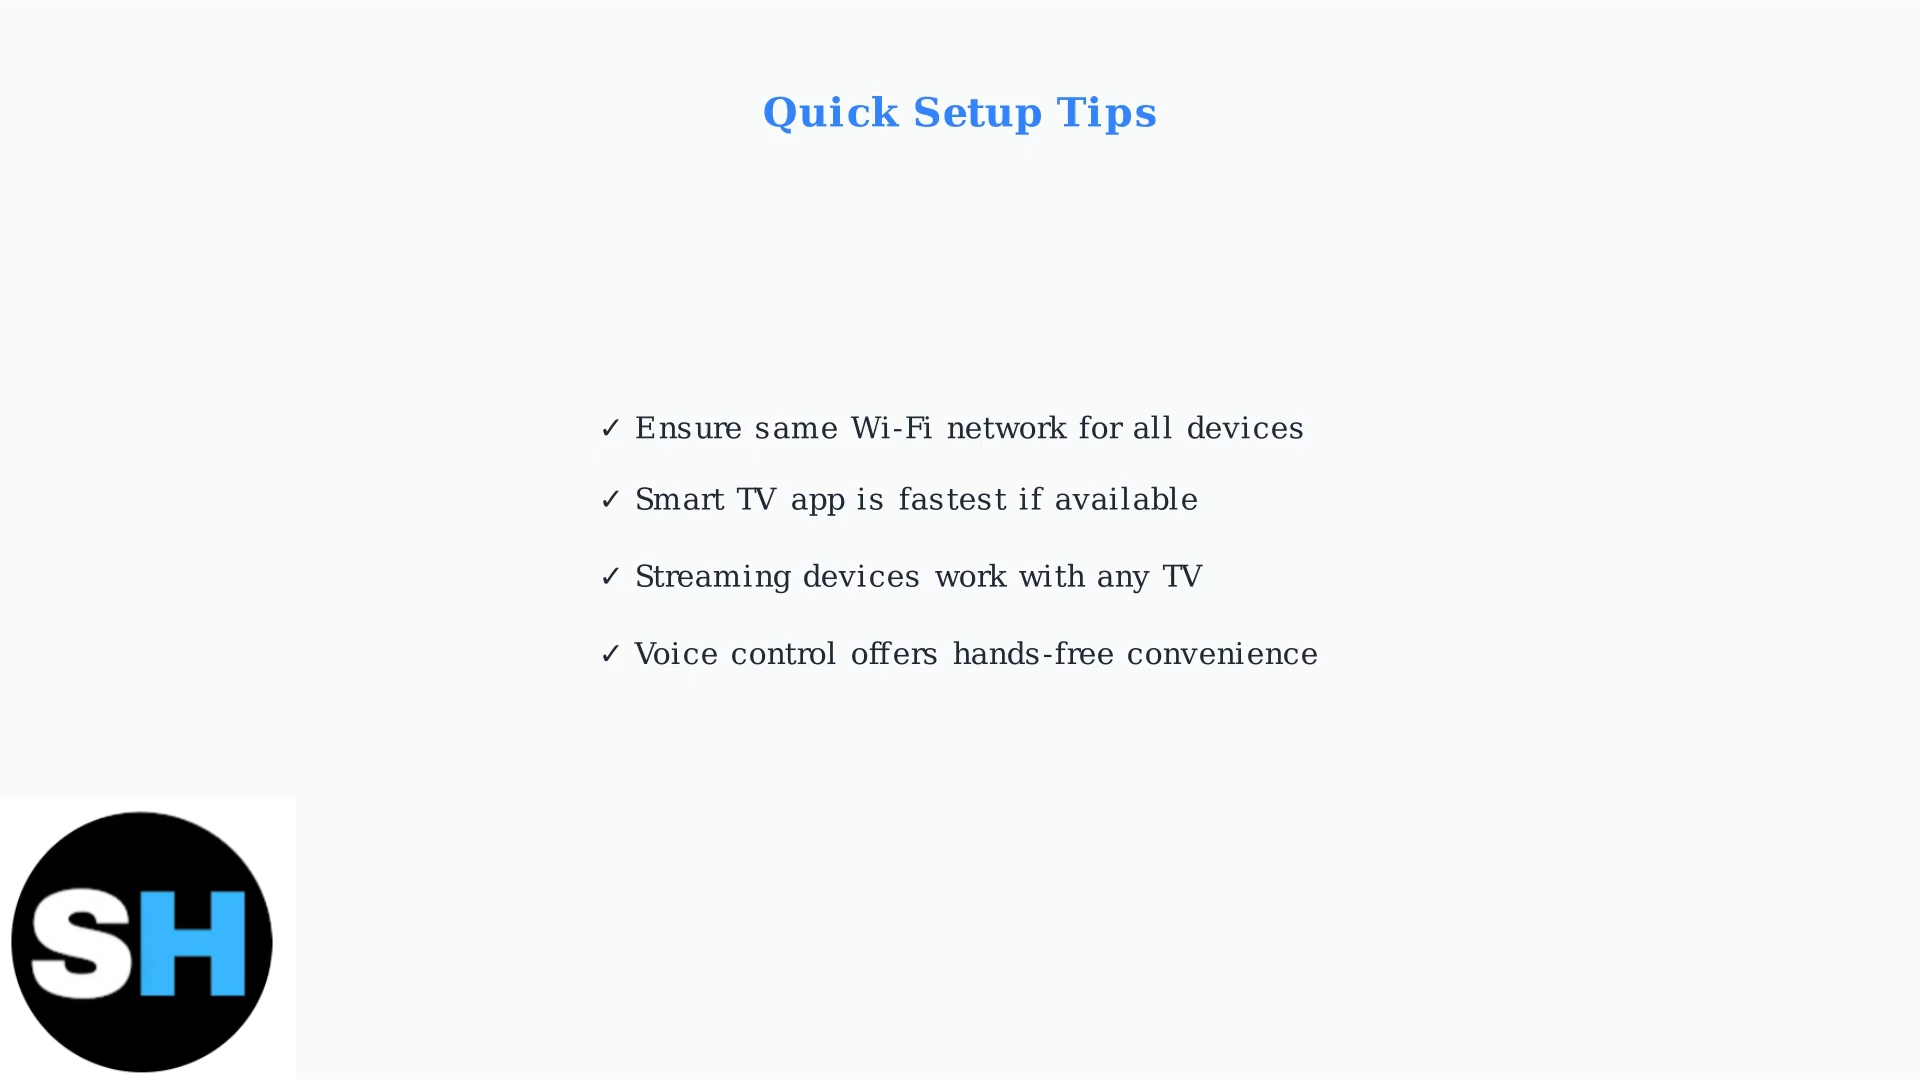 Quick Setup Tips
✓ Ensure same Wi-Fi network for all devices
✓ Smart TV app is fastest if available
✓ Streaming devices work with any TV
✓ Voice control offers hands-free convenience
SH